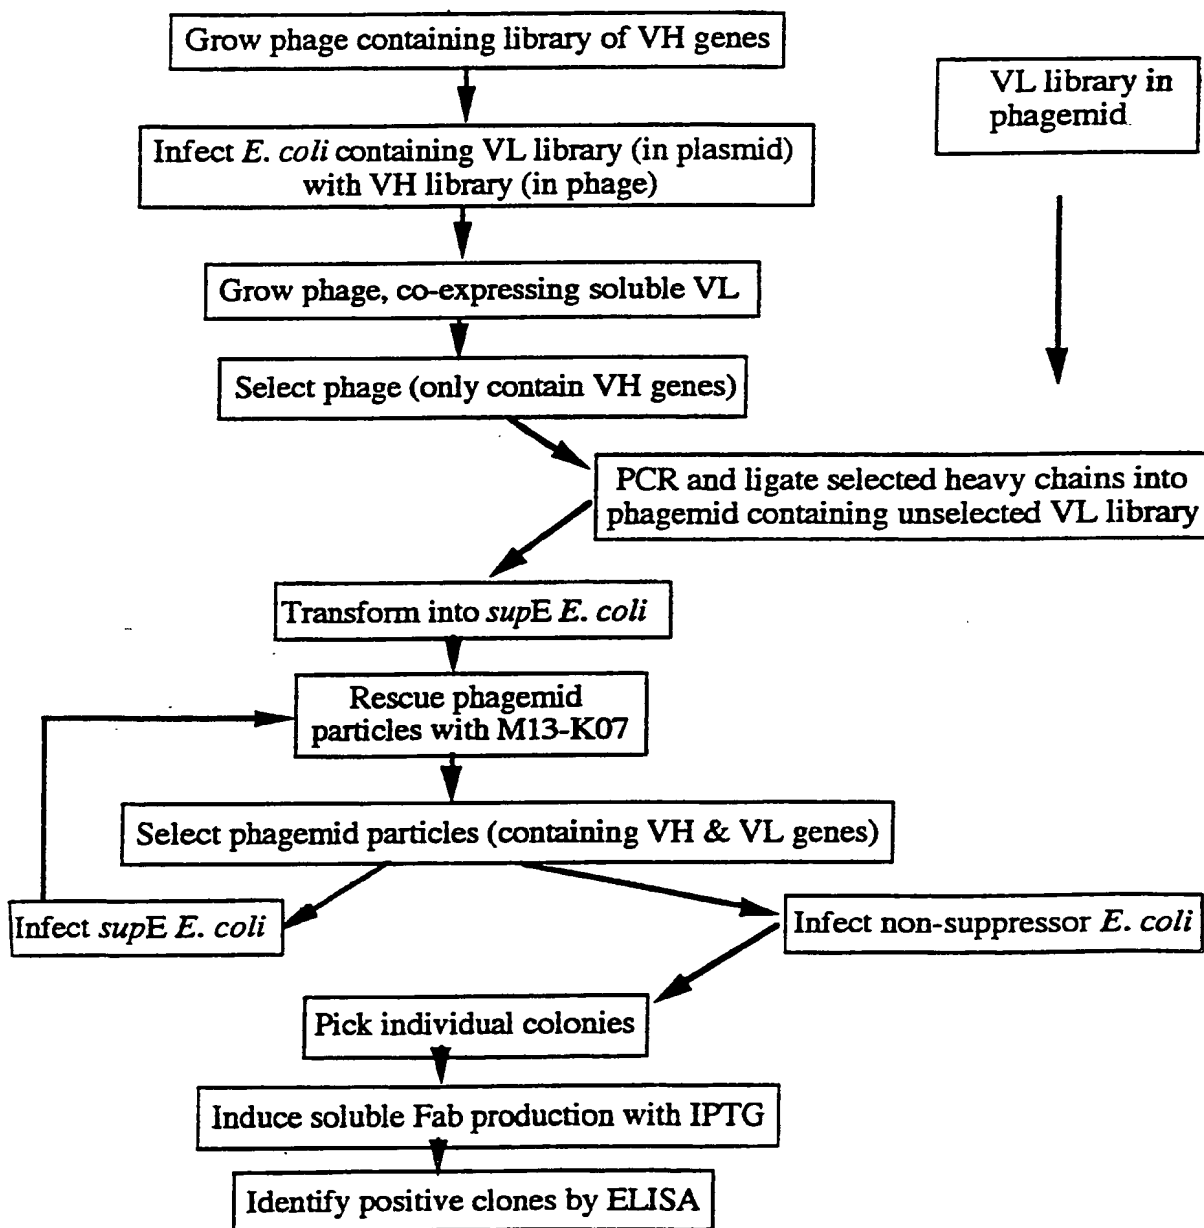 Grow phage containing library of VH genes
VL library in
phagemid
Infect E. coli containing VL library (in plasmid)
with VH library (in phage)
Grow phage, co-expressing soluble VL
Select phage (only contain VH genes)
PCR and ligate selected heavy chains into
phagemid containing unselected VL library
Transform into supE E. coli
Rescue phagemid
particles with M13-K07
Select phagemid particles (containing VH & VL genes)
Infect supE E. coli
Infect non-suppressor E. coli
Pick individual colonies
Induce soluble Fab production with IPTG
Identify positive clones by ELISA